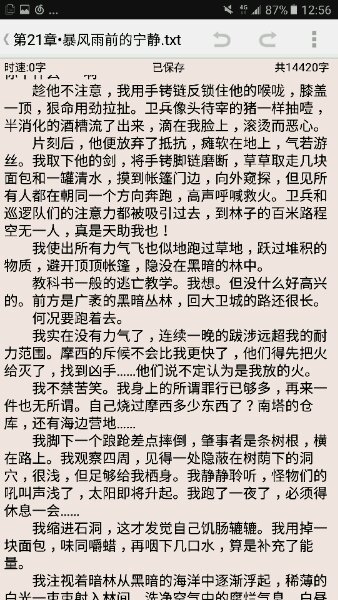 4G 87% 12:56
第21章•暴风雨前的宁静.txt
时速:0字 已保存 共14420字
趁他不注意，我用手铐链反锁住他的喉咙，膝盖
一顶，狠命用劲拉扯。卫兵像头待宰的猪一样抽噎，
半消化的酒糟流了出来，滴在我脸上，滚烫而恶心。
片刻后，他便放弃了抵抗，瘫软在地上，气若游
丝。我取下他的剑，将手铐脚链磨断，草草取走几块
面包和一罐清水，摸到帐篷门边，向外窥探，但见所
有人都在朝同一个方向奔跑，高声呼喊救火。卫兵和
巡逻队们的注意力都被吸引过去，到林子的百米路程
空无一人，真是天助我也！
我使出所有力气飞也似地跑过草地，跃过堆积的
物质，避开顶顶帐篷，隐没在黑暗的林中。
教科书一般的逃亡教学。我想。但没什么好高兴
的。前方是广袤的黑暗丛林，回大卫城的路还很长。
何况要跑着去。
我实在没有力气了，连续一晚的跋涉远超我的耐
力范围。摩西的斥候不会比我更快了，他们得先把火
给灭了，找到凶手……他们说不定认为是我放的火。
我不禁苦笑。我身上的所谓罪行已够多，再来一
件也无所谓。自己烧过摩西多少东西了？南塔的仓
库，还有海边营地……
我脚下一个踉跄差点摔倒，肇事者是条树根，横
在路上。我观察四周，见得一处隐蔽在树荫下的洞
穴，很浅，但足够给我栖身。我静静聆听，怪物们的
吼叫声浅了，太阳即将升起。我跑了一夜了，必须得
休息一会……
我缩进石洞，这才发觉自己饥肠辘辘。我用掉一
块面包，味同嚼蜡，再咽下几口水，算是补充了能
量。
我注视着暗林从黑暗的海洋中逐渐浮起，稀薄的
白光一束束射入林间，洗净空气中的腐烂气息，白昼